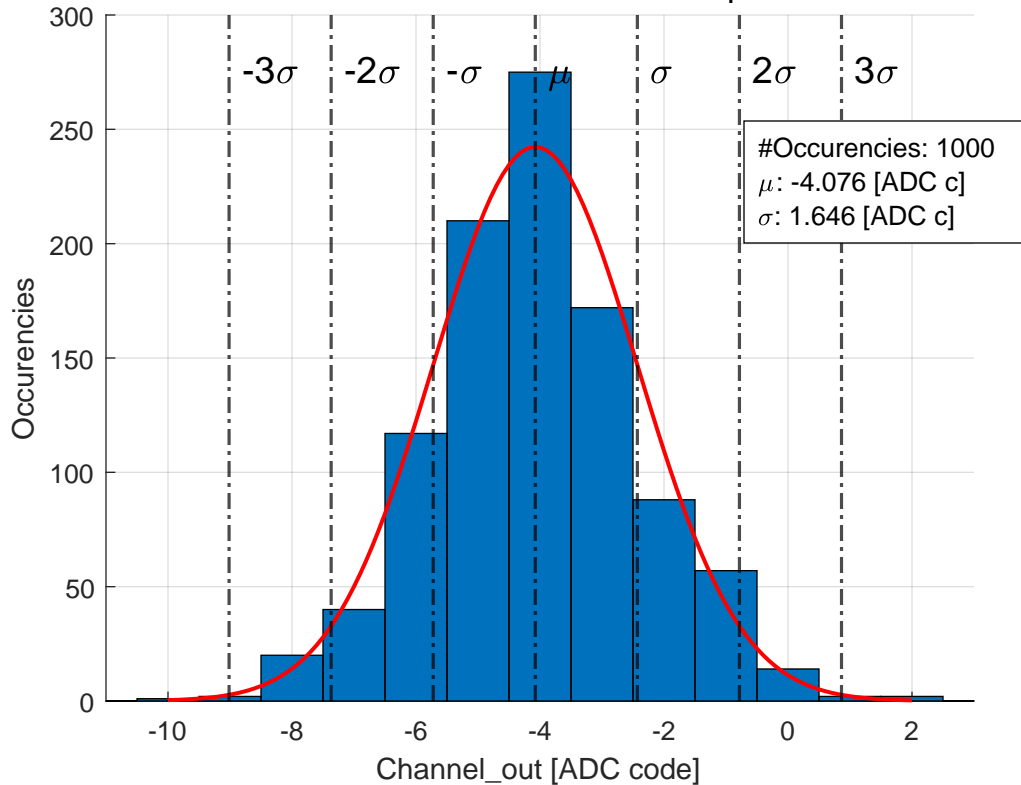 300
250
200
150
100
50
0
Occurencies
-3σ
-2σ
-σ
μ
σ
2σ
3σ
#Occurencies: 1000
μ: -4.076 [ADC c]
σ: 1.646 [ADC c]
-10
-8
-6
-4
-2
0
2
Channel_out [ADC code]